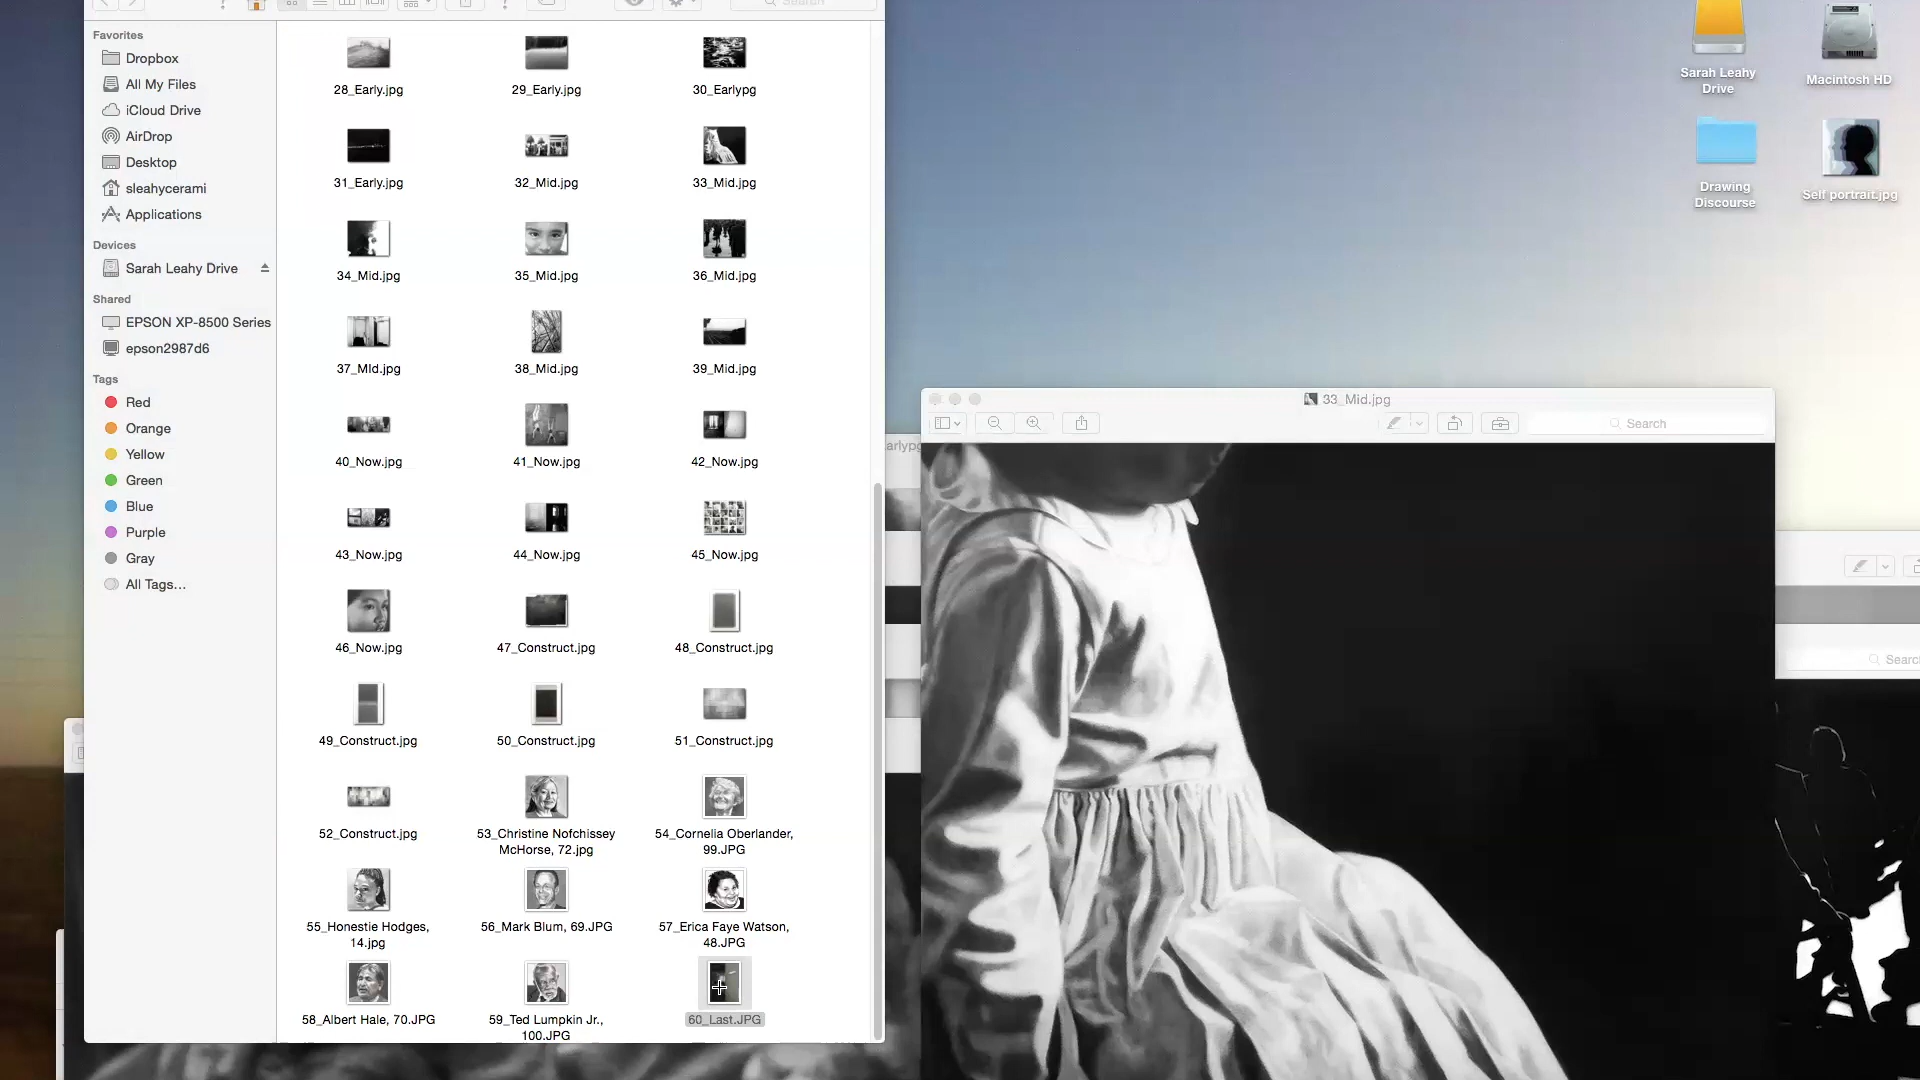 Search
Favorites
Dropbox
All My Files
iCloud Drive
AirDrop
Desktop
sleahycerami
Applications
Devices
Sarah Leahy Drive
Shared
EPSON XP-8500 Series
epson2987d6
Tags
Red
Orange
Yellow
Green
Blue
Purple
Gray
All Tags...
28_Early.jpg
29_Early.jpg
30_Earlypg
31_Early.jpg
32_Mid.jpg
33_Mid.jpg
34_Mid.jpg
35_Mid.jpg
36_Mid.jpg
37_MId.jpg
38_Mid.jpg
39_Mid.jpg
40_Now.jpg
41_Now.jpg
42_Now.jpg
43_Now.jpg
44_Now.jpg
45_Now.jpg
46_Now.jpg
47_Construct.jpg
48_Construct.jpg
49_Construct.jpg
50_Construct.jpg
51_Construct.jpg
52_Construct.jpg
53_Christine Nofchissey
McHorse, 72.jpg
54_Cornelia Oberlander,
99.JPG
55_Honestie Hodges,
14.jpg
56_Mark Blum, 69.JPG
57_Erica Faye Watson,
48.JPG
58_Albert Hale, 70.JPG
59_Ted Lumpkin Jr.,
100.JPG
60_Last.JPG
arlypg
33_Mid.jpg
Search
Search
Sarah Leahy
Drive
Macintosh HD
Drawing
Discourse
Self portrait.jpg